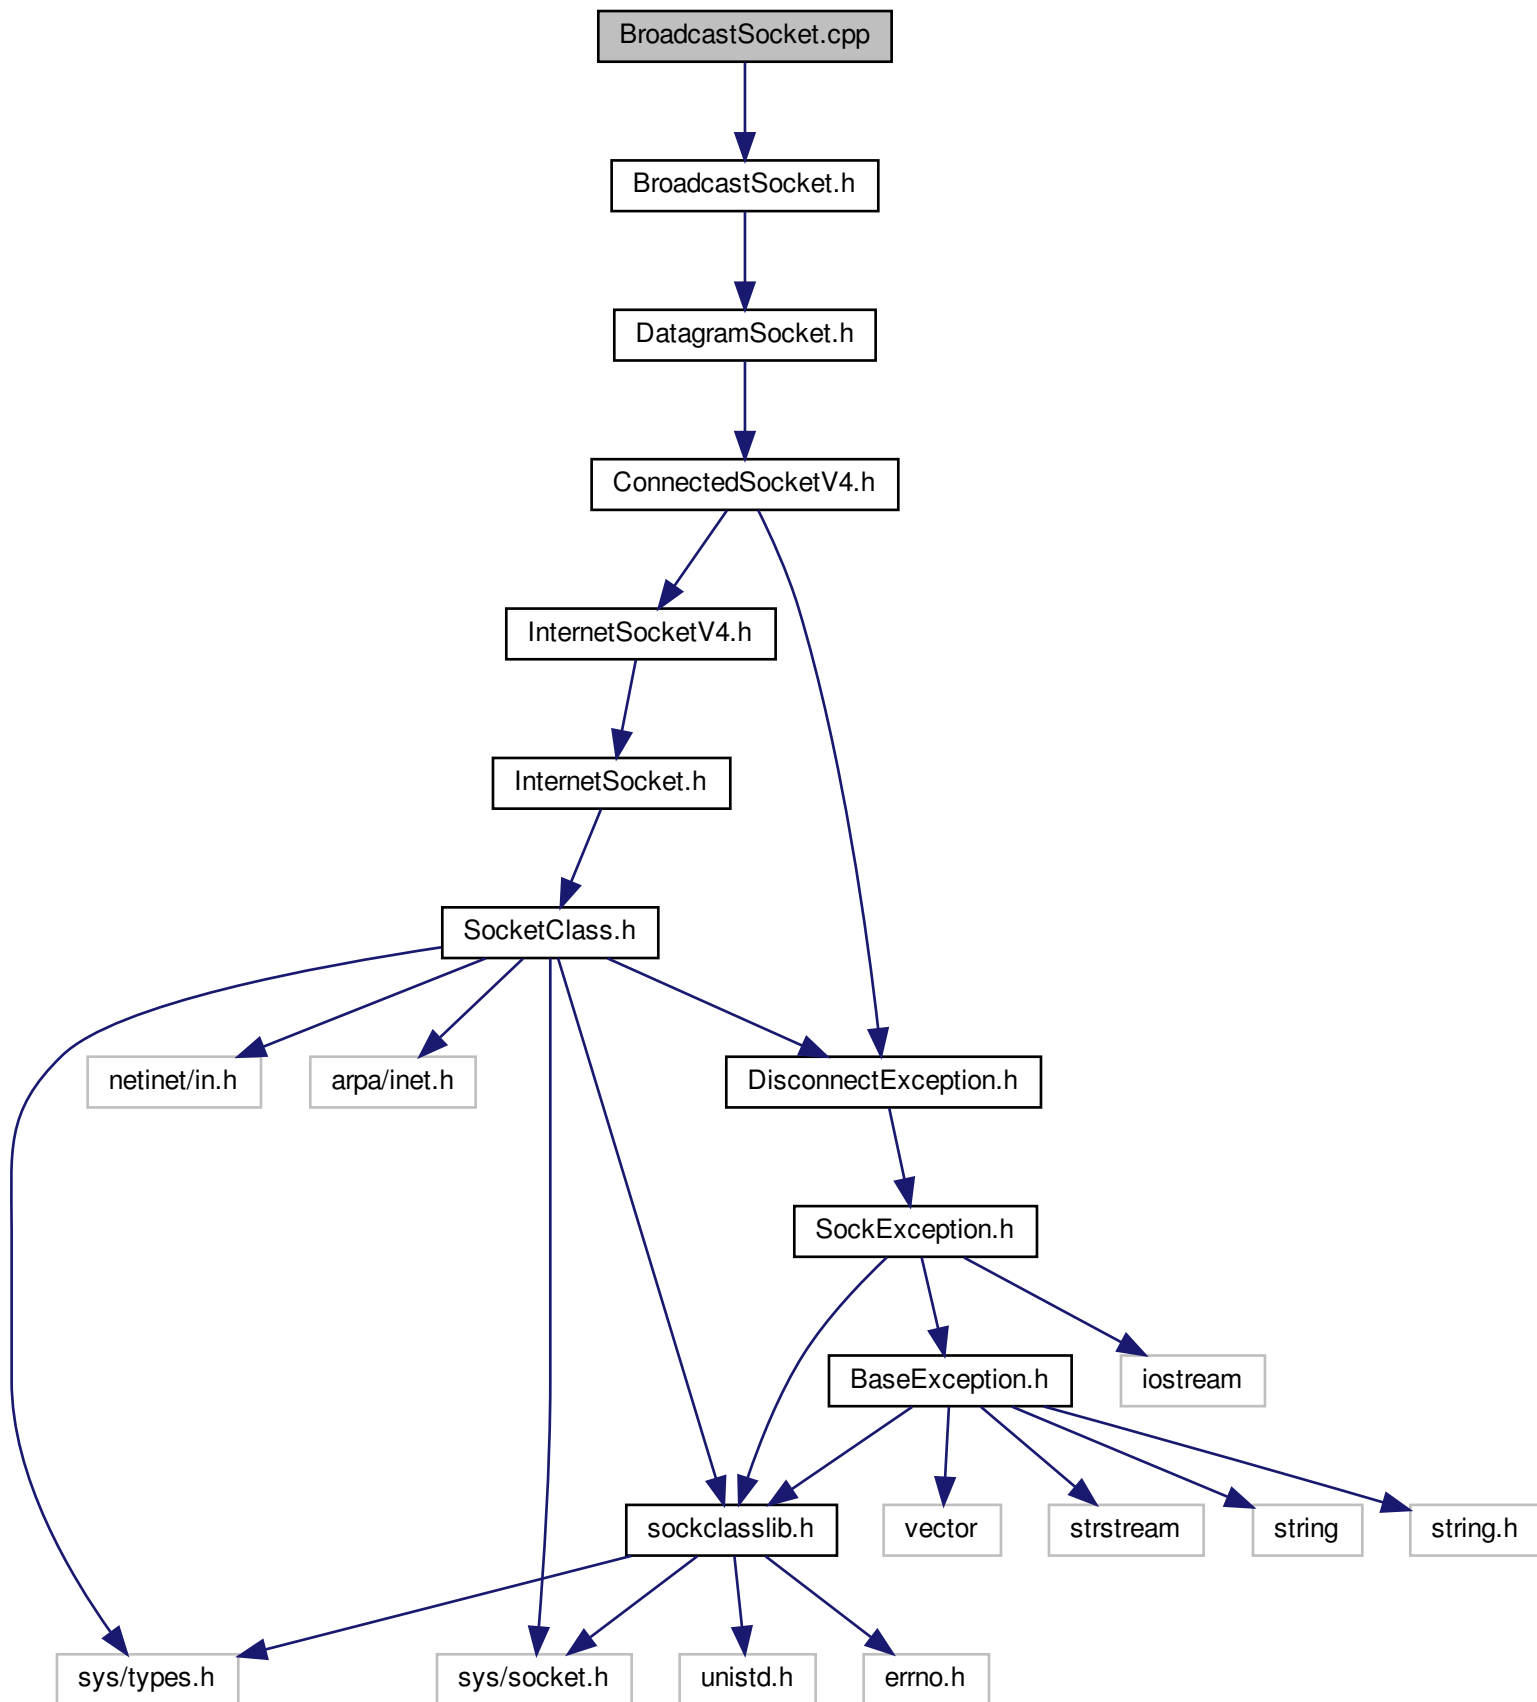 BroadcastSocket.cpp
BroadcastSocket.h
DatagramSocket.h
ConnectedSocketV4.h
InternetSocketV4.h
InternetSocket.h
SocketClass.h
netinet/in.h
arpa/inet.h
DisconnectException.h
SockException.h
BaseException.h
iostream
sockclasslib.h
vector
strstream
string
string.h
sys/types.h
sys/socket.h
unistd.h
errno.h